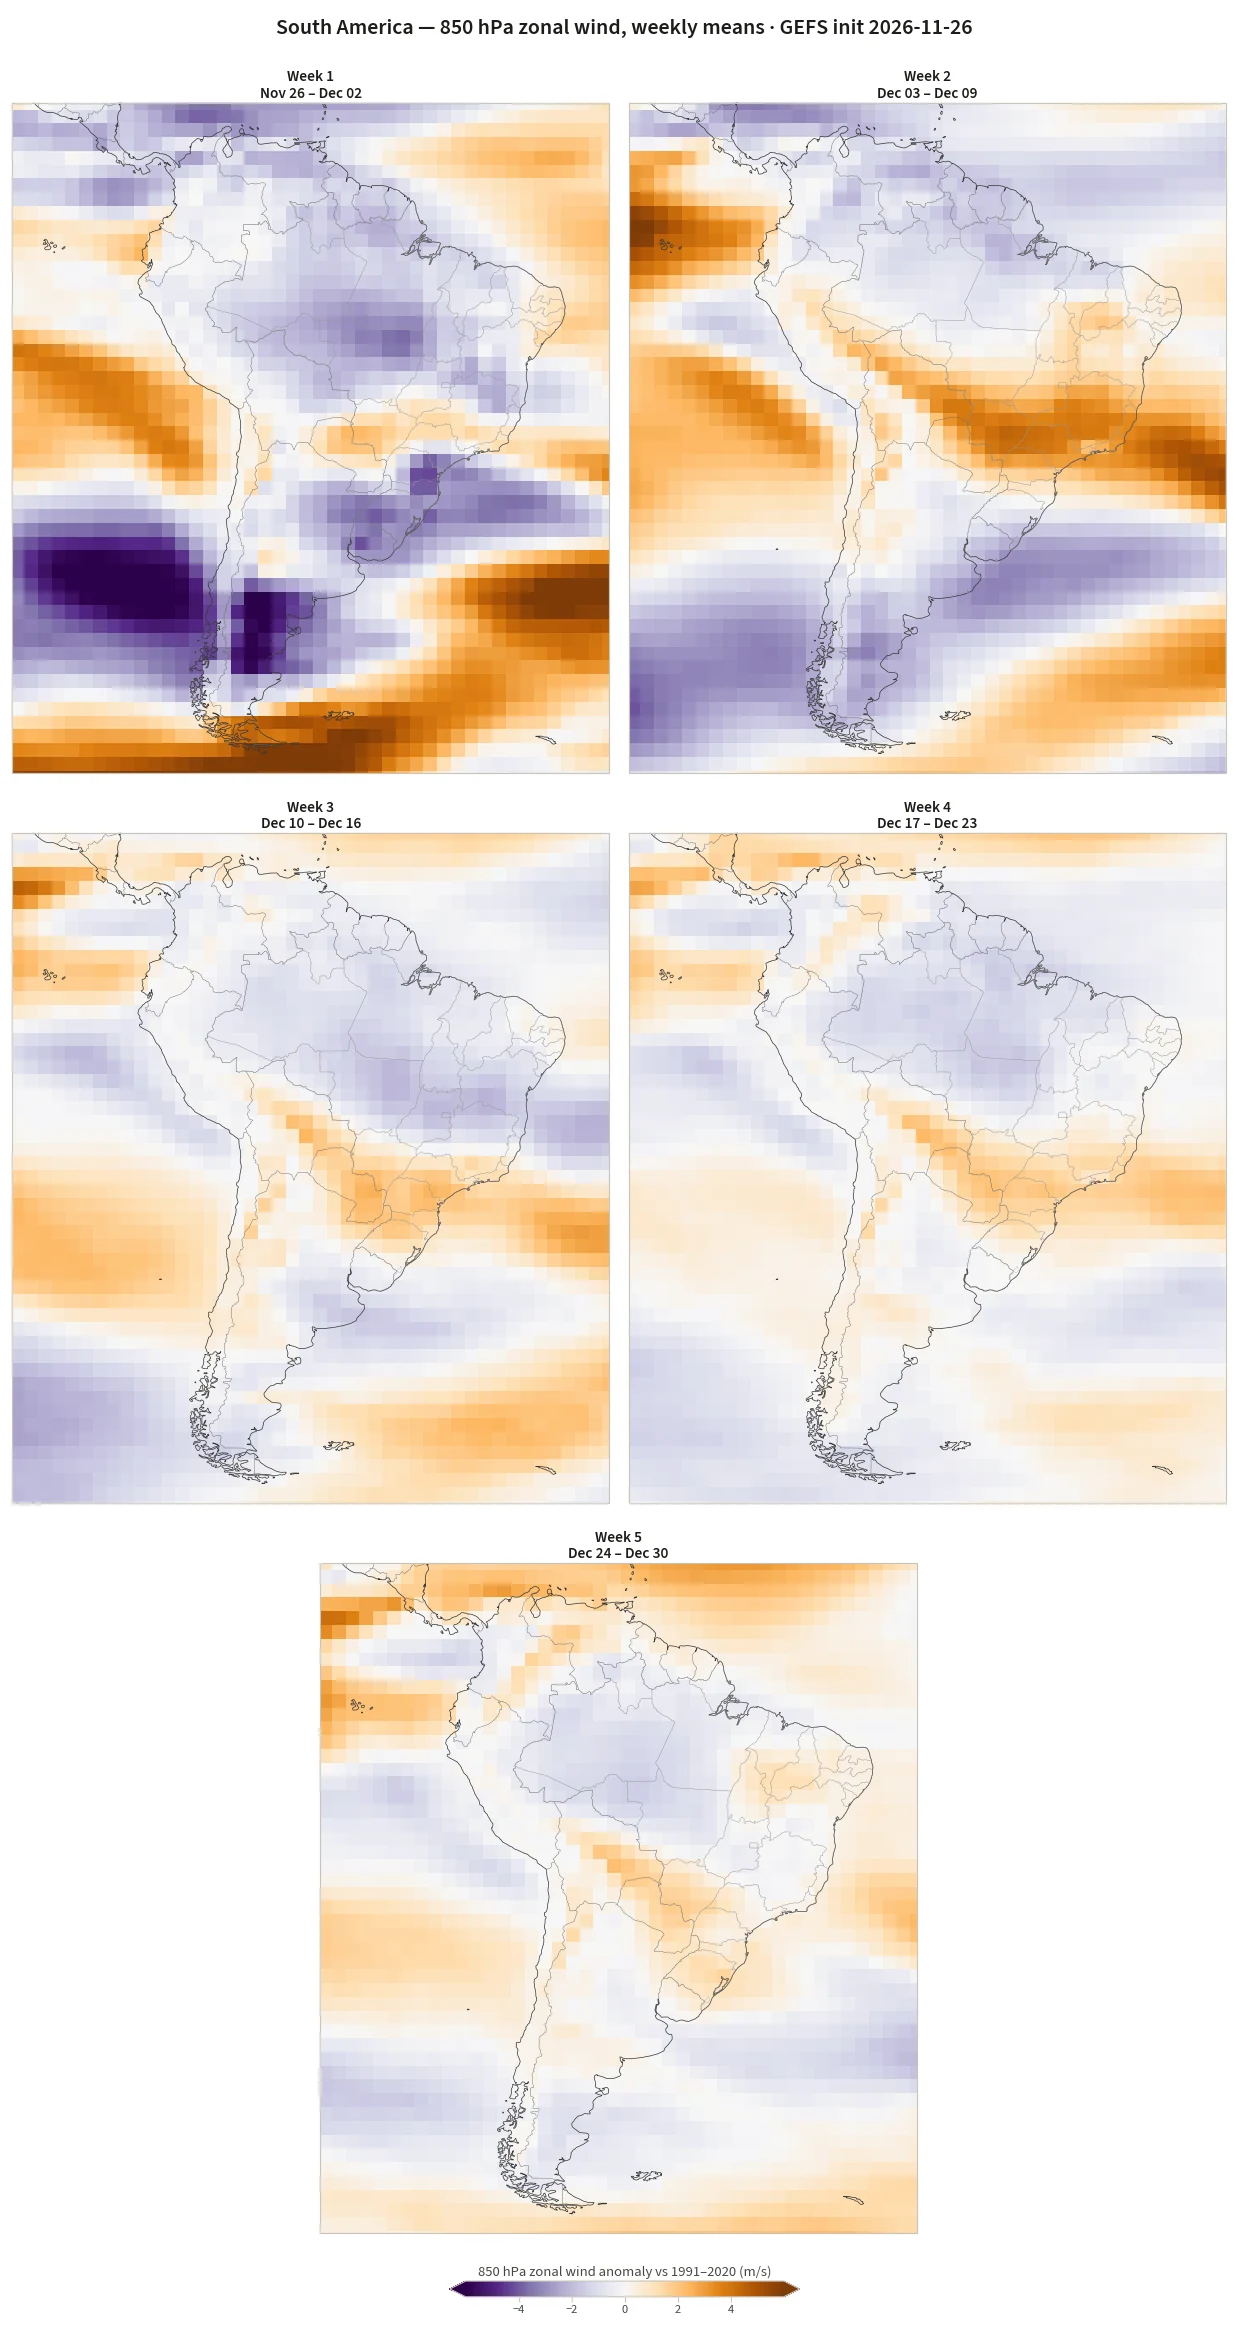 South America — 850 hPa zonal wind, weekly means · GEFS init 2026-11-26
Week 1
Nov 26 – Dec 02
Week 2
Dec 03 – Dec 09
Week 3
Dec 10 – Dec 16
Week 4
Dec 17 – Dec 23
Week 5
Dec 24 – Dec 30
850 hPa zonal wind anomaly vs 1991–2020 (m/s)
−4 −2 0 2 4